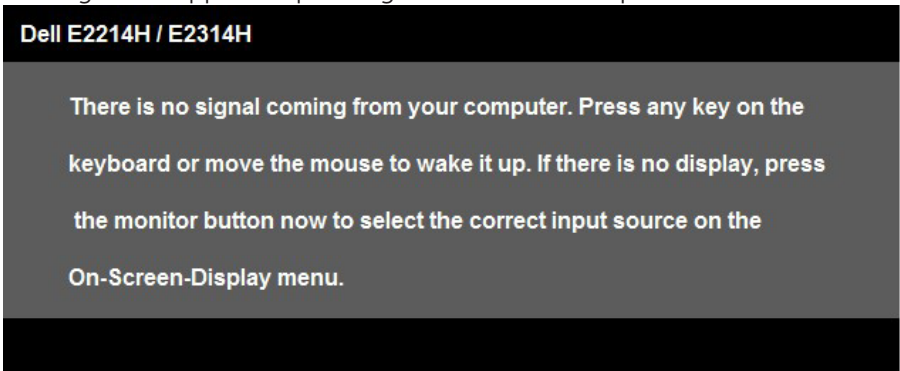 Dell E2214H / E2314H
There is no signal coming from your computer. Press any key on the
keyboard or move the mouse to wake it up. If there is no display, press
the monitor button now to select the correct input source on the
On-Screen-Display menu.